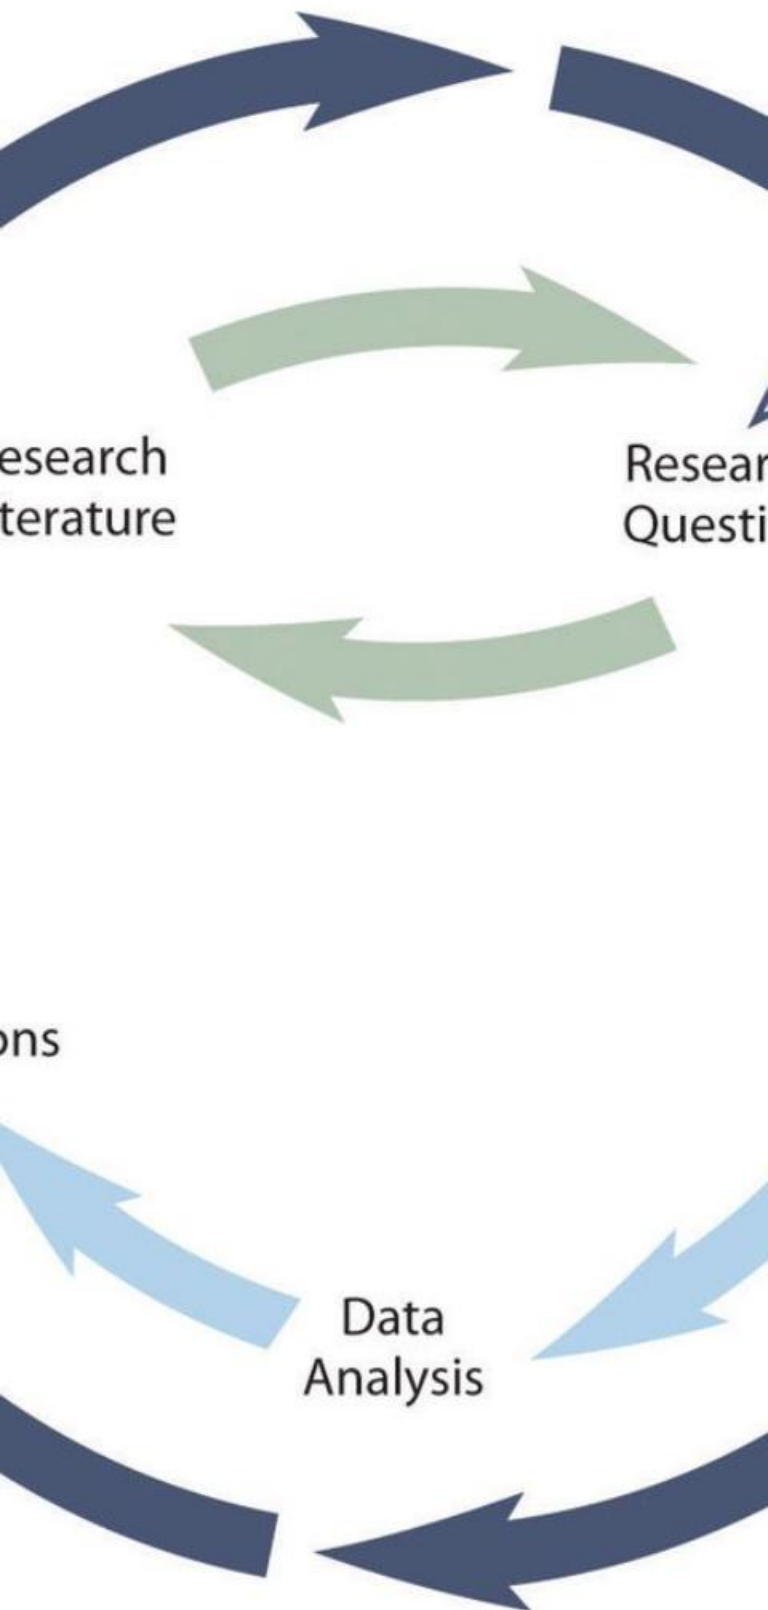 esearch
terature
Resear
Questi
ons
Data
Analysis